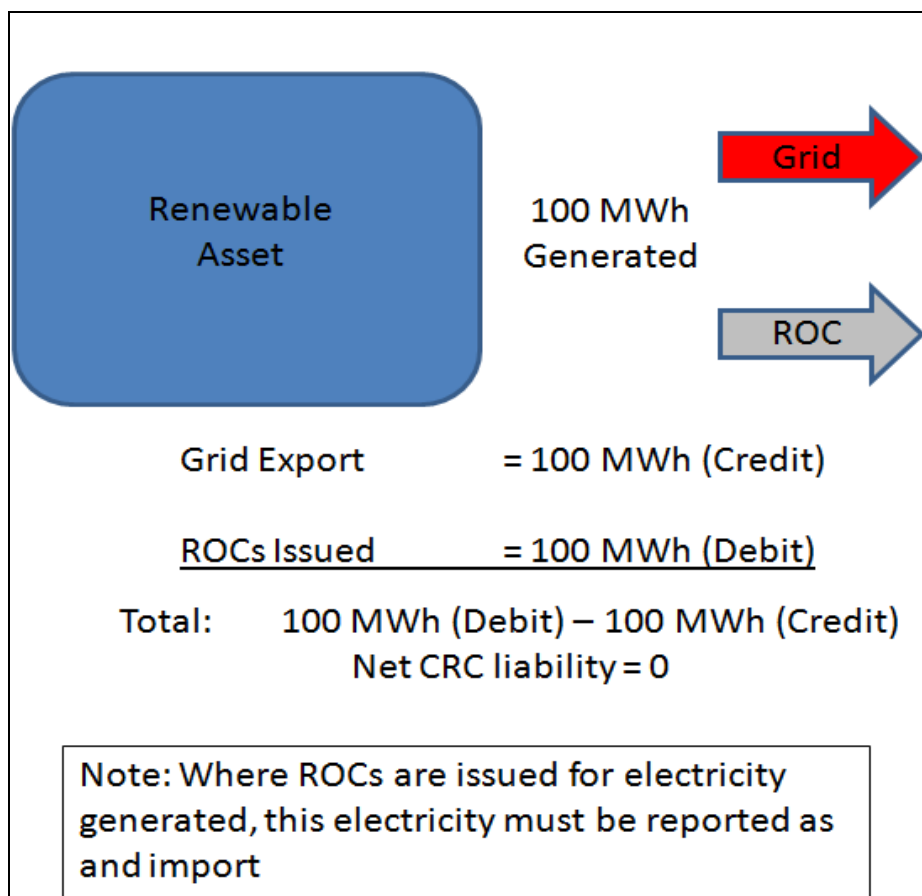 Renewable
Asset
100 MWh
Generated
Grid
ROC
Grid Export = 100 MWh (Credit)
ROCs Issued = 100 MWh (Debit)
Total: 100 MWh (Debit) – 100 MWh (Credit)
Net CRC liability = 0
Note: Where ROCs are issued for electricity
generated, this electricity must be reported as
and import